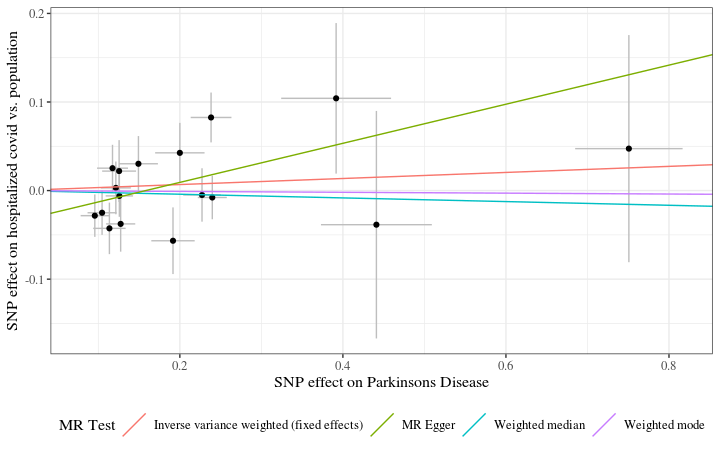 SNP effect on hospitalized covid vs. population
0.2
0.1
0.0
-0.1
0.2
0.4
0.6
0.8
SNP effect on Parkinsons Disease
MR Test
Inverse variance weighted (fixed effects)
MR Egger
Weighted median
Weighted mode